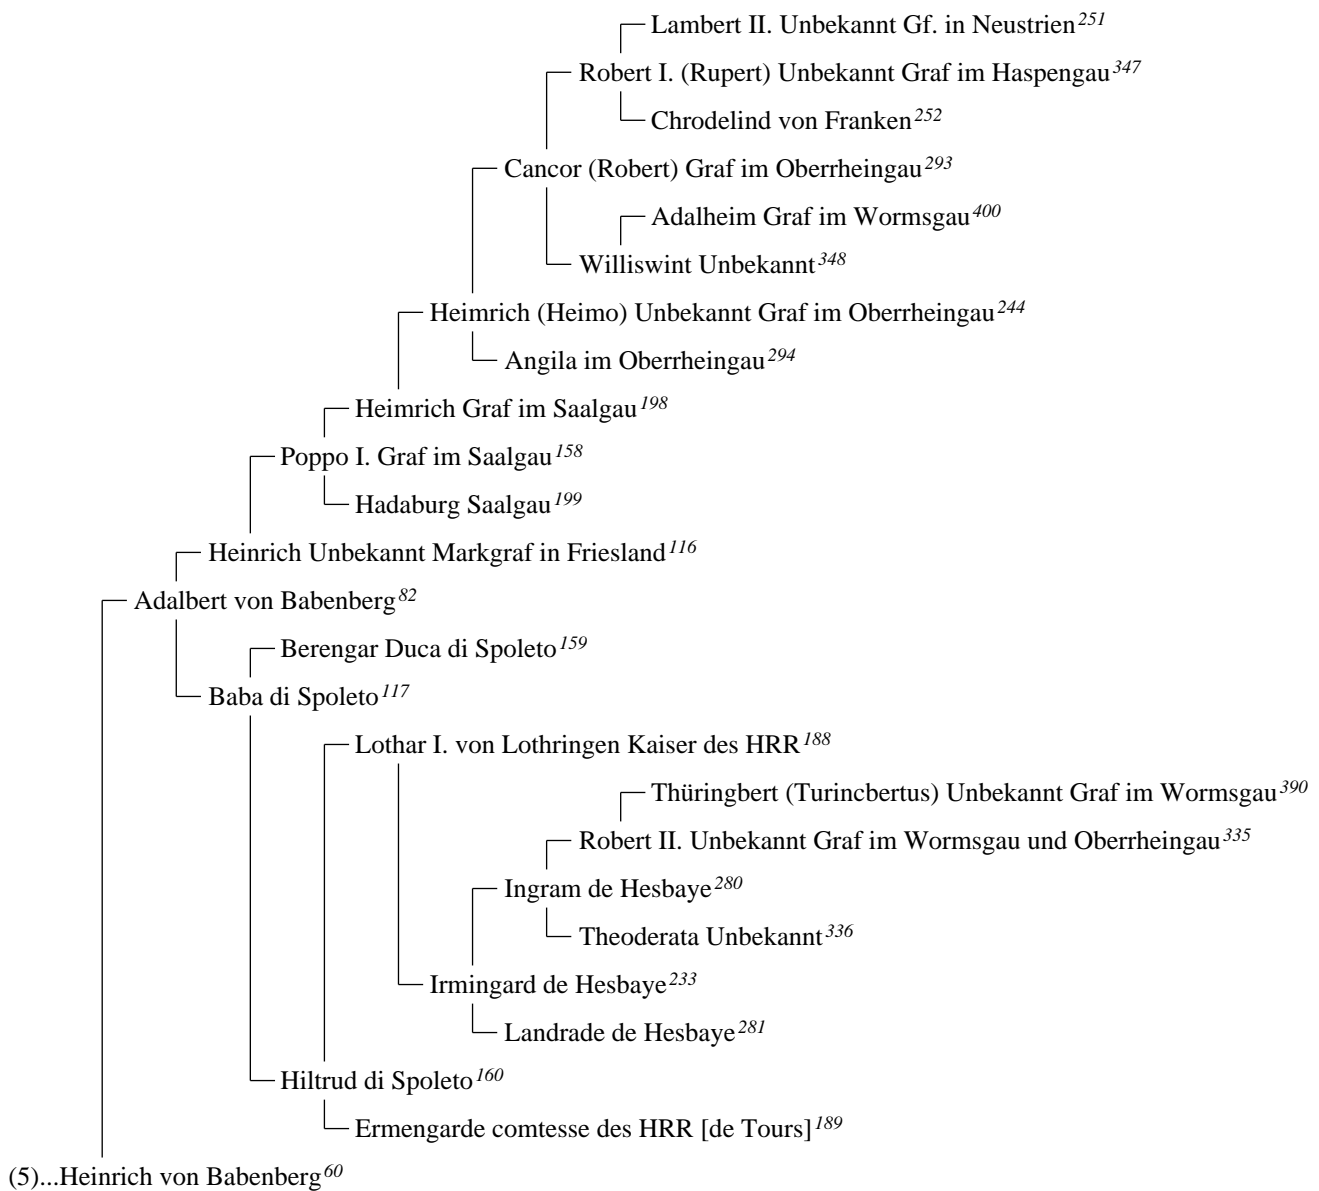 Lambert II. Unbekannt Gf. in Neustrien251
Robert I. (Rupert) Unbekannt Graf im Haspengau347
Chrodelind von Franken252
Cancor (Robert) Graf im Oberrheingau293
Adalheim Graf im Wormsgau400
Williswint Unbekannt348
Heimrich (Heimo) Unbekannt Graf im Oberrheingau244
Angila im Oberrheingau294
Heimrich Graf im Saalgau198
Poppo I. Graf im Saalgau158
Hadaburg Saalgau199
Heinrich Unbekannt Markgraf in Friesland116
Adalbert von Babenberg82
Berengar Duca di Spoleto159
Baba di Spoleto117
Lothar I. von Lothringen Kaiser des HRR188
Thüringbert (Turincbertus) Unbekannt Graf im Wormsgau390
Robert II. Unbekannt Graf im Wormsgau und Oberrheingau335
Ingram de Hesbaye280
Theoderata Unbekannt336
Irmingard de Hesbaye233
Landrade de Hesbaye281
Hiltrud di Spoleto160
Ermengarde comtesse des HRR [de Tours]189
(5)...Heinrich von Babenberg60